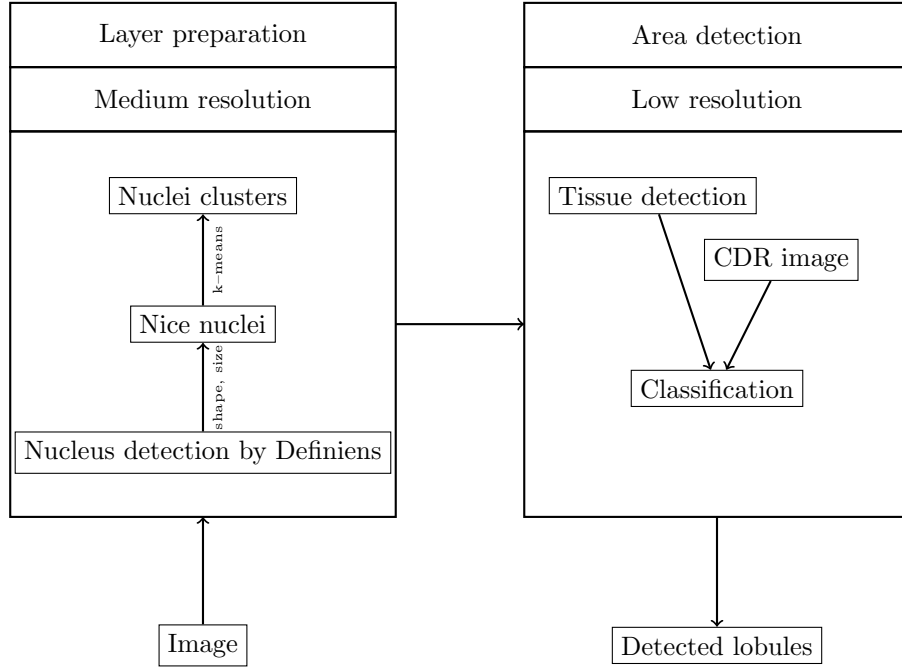 Layer preparation
Medium resolution
Nuclei clusters
k-means
Nice nuclei
shape, size
Nucleus detection by Definiens
Image
Area detection
Low resolution
Tissue detection
CDR image
Classification
Detected lobules